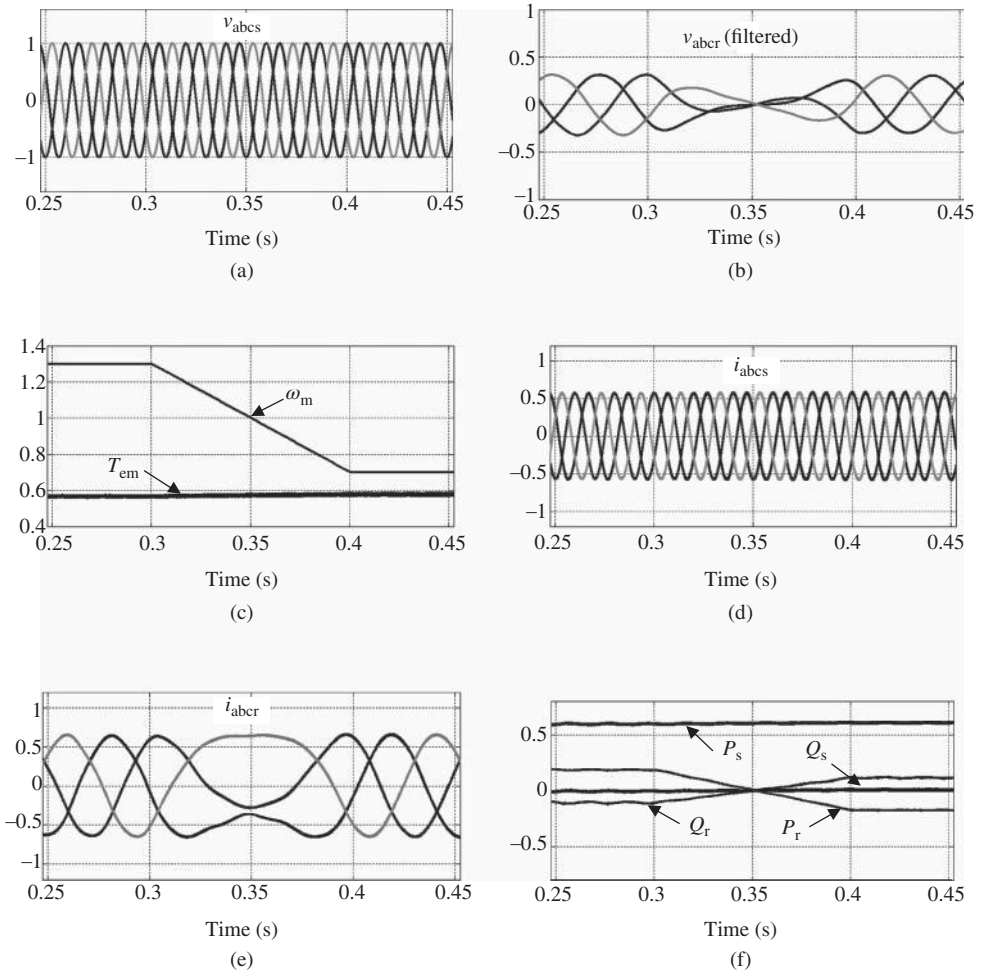 v_abcs
1
0
−1
0.25 0.3 0.35 0.4 0.45
Time (s)
(a)
v_abcr (filtered)
1
0.5
0
−0.5
−1
0.25 0.3 0.35 0.4 0.45
Time (s)
(b)
1.4
1.2
1
0.8
0.6
0.4
ω_m
T_em
0.25 0.3 0.35 0.4 0.45
Time (s)
(c)
i_abcs
1
0.5
0
−0.5
−1
0.25 0.3 0.35 0.4 0.45
Time (s)
(d)
i_abcr
1
0.5
0
−0.5
−1
0.25 0.3 0.35 0.4 0.45
Time (s)
(e)
0.5
0
−0.5
P_s Q_s
Q_r P_r
0.25 0.3 0.35 0.4 0.45
Time (s)
(f)